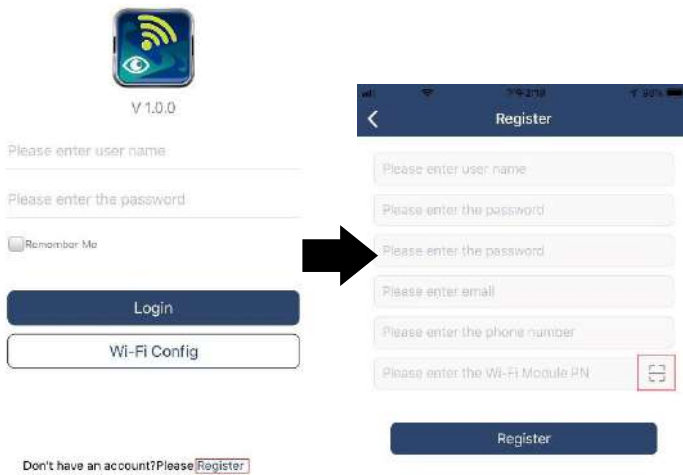 V 1.0.0
Please enter user name
Please enter the password
Remember Me
Login
Wi-Fi Config
Don't have an account?Please Register
Register
Please enter user name
Please enter the password
Please enter the password
Please enter email
Please enter the phone number
Please enter the Wi-Fi Module PN
Register